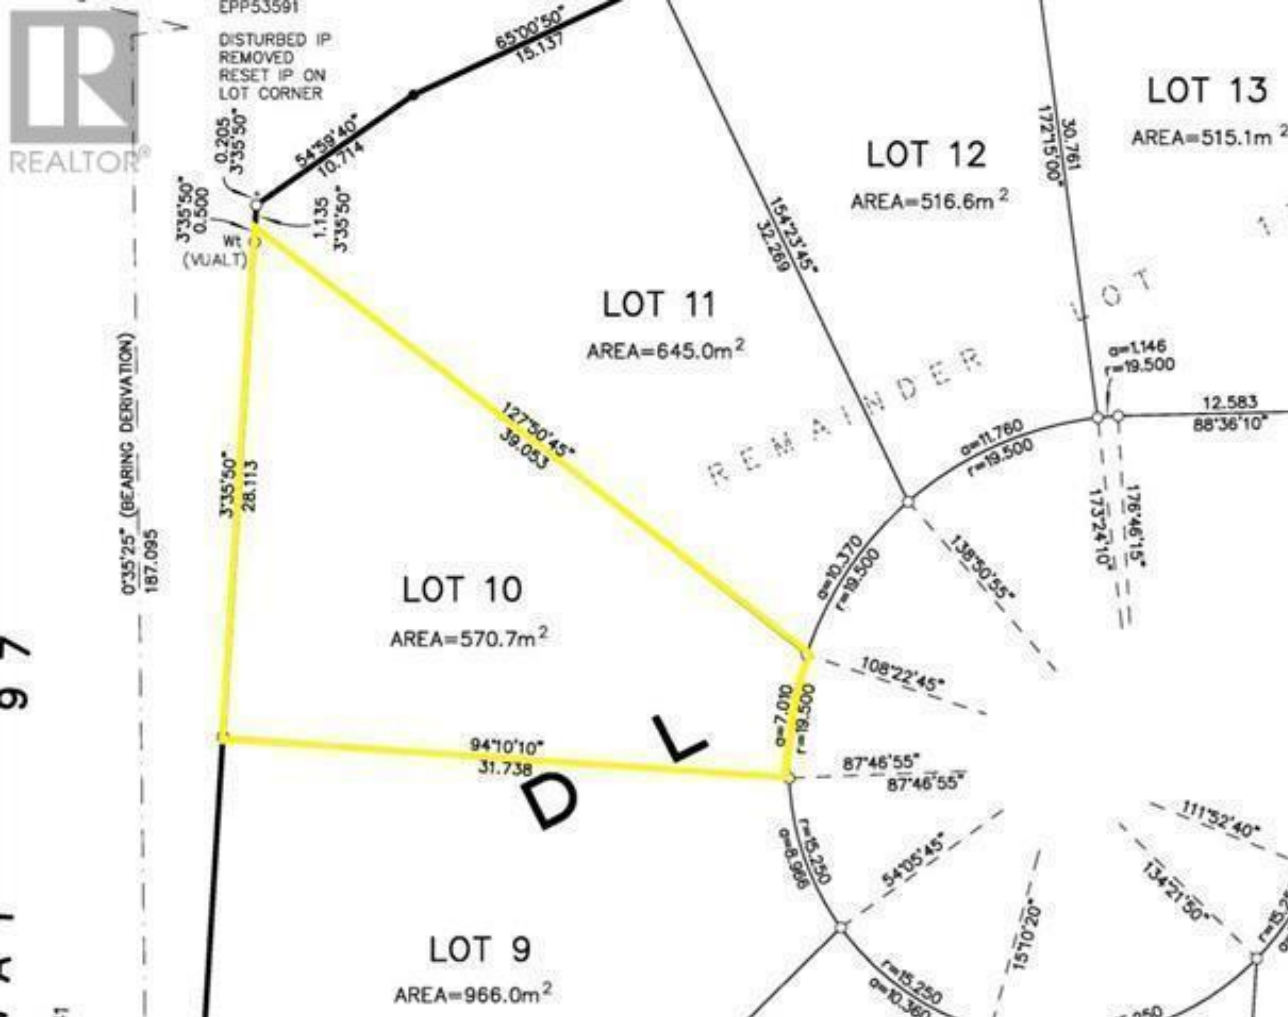 EPP53591
DISTURBED IP
REMOVED
RESET IP ON
LOT CORNER
REALTOR®
65°00'50"
15.137
54°59'40"
10.714
0.205
3°35'50"
3°35'50"
0.500
1.135
3°35'50"
Wt
(VUALT)
LOT 13
AREA=515.1m²
LOT 12
AREA=516.6m²
30.761
172°15'00"
154°23'45"
32.269
LOT 11
AREA=645.0m²
LOT
REMAINDER
a=1.146
r=19.500
12.583
88°36'10"
a=11.760
r=19.500
173°24'10"
176°46'15"
127°50'45"
39.053
0°35'25" (BEARING DERIVATION)
187.095
3°35'50"
28.113
a=10.370
r=19.500
138°50'55"
LOT 10
AREA=570.7m²
108°22'45"
a=7.010
r=19.500
97
94°10'10"
31.738
D L
87°46'55"
87°46'55"
r=15.250
a=8.966
54°05'45"
111°52'40"
134°21'50"
15°10'20"
LOT 9
AREA=966.0m²
r=15.250
a=10.360